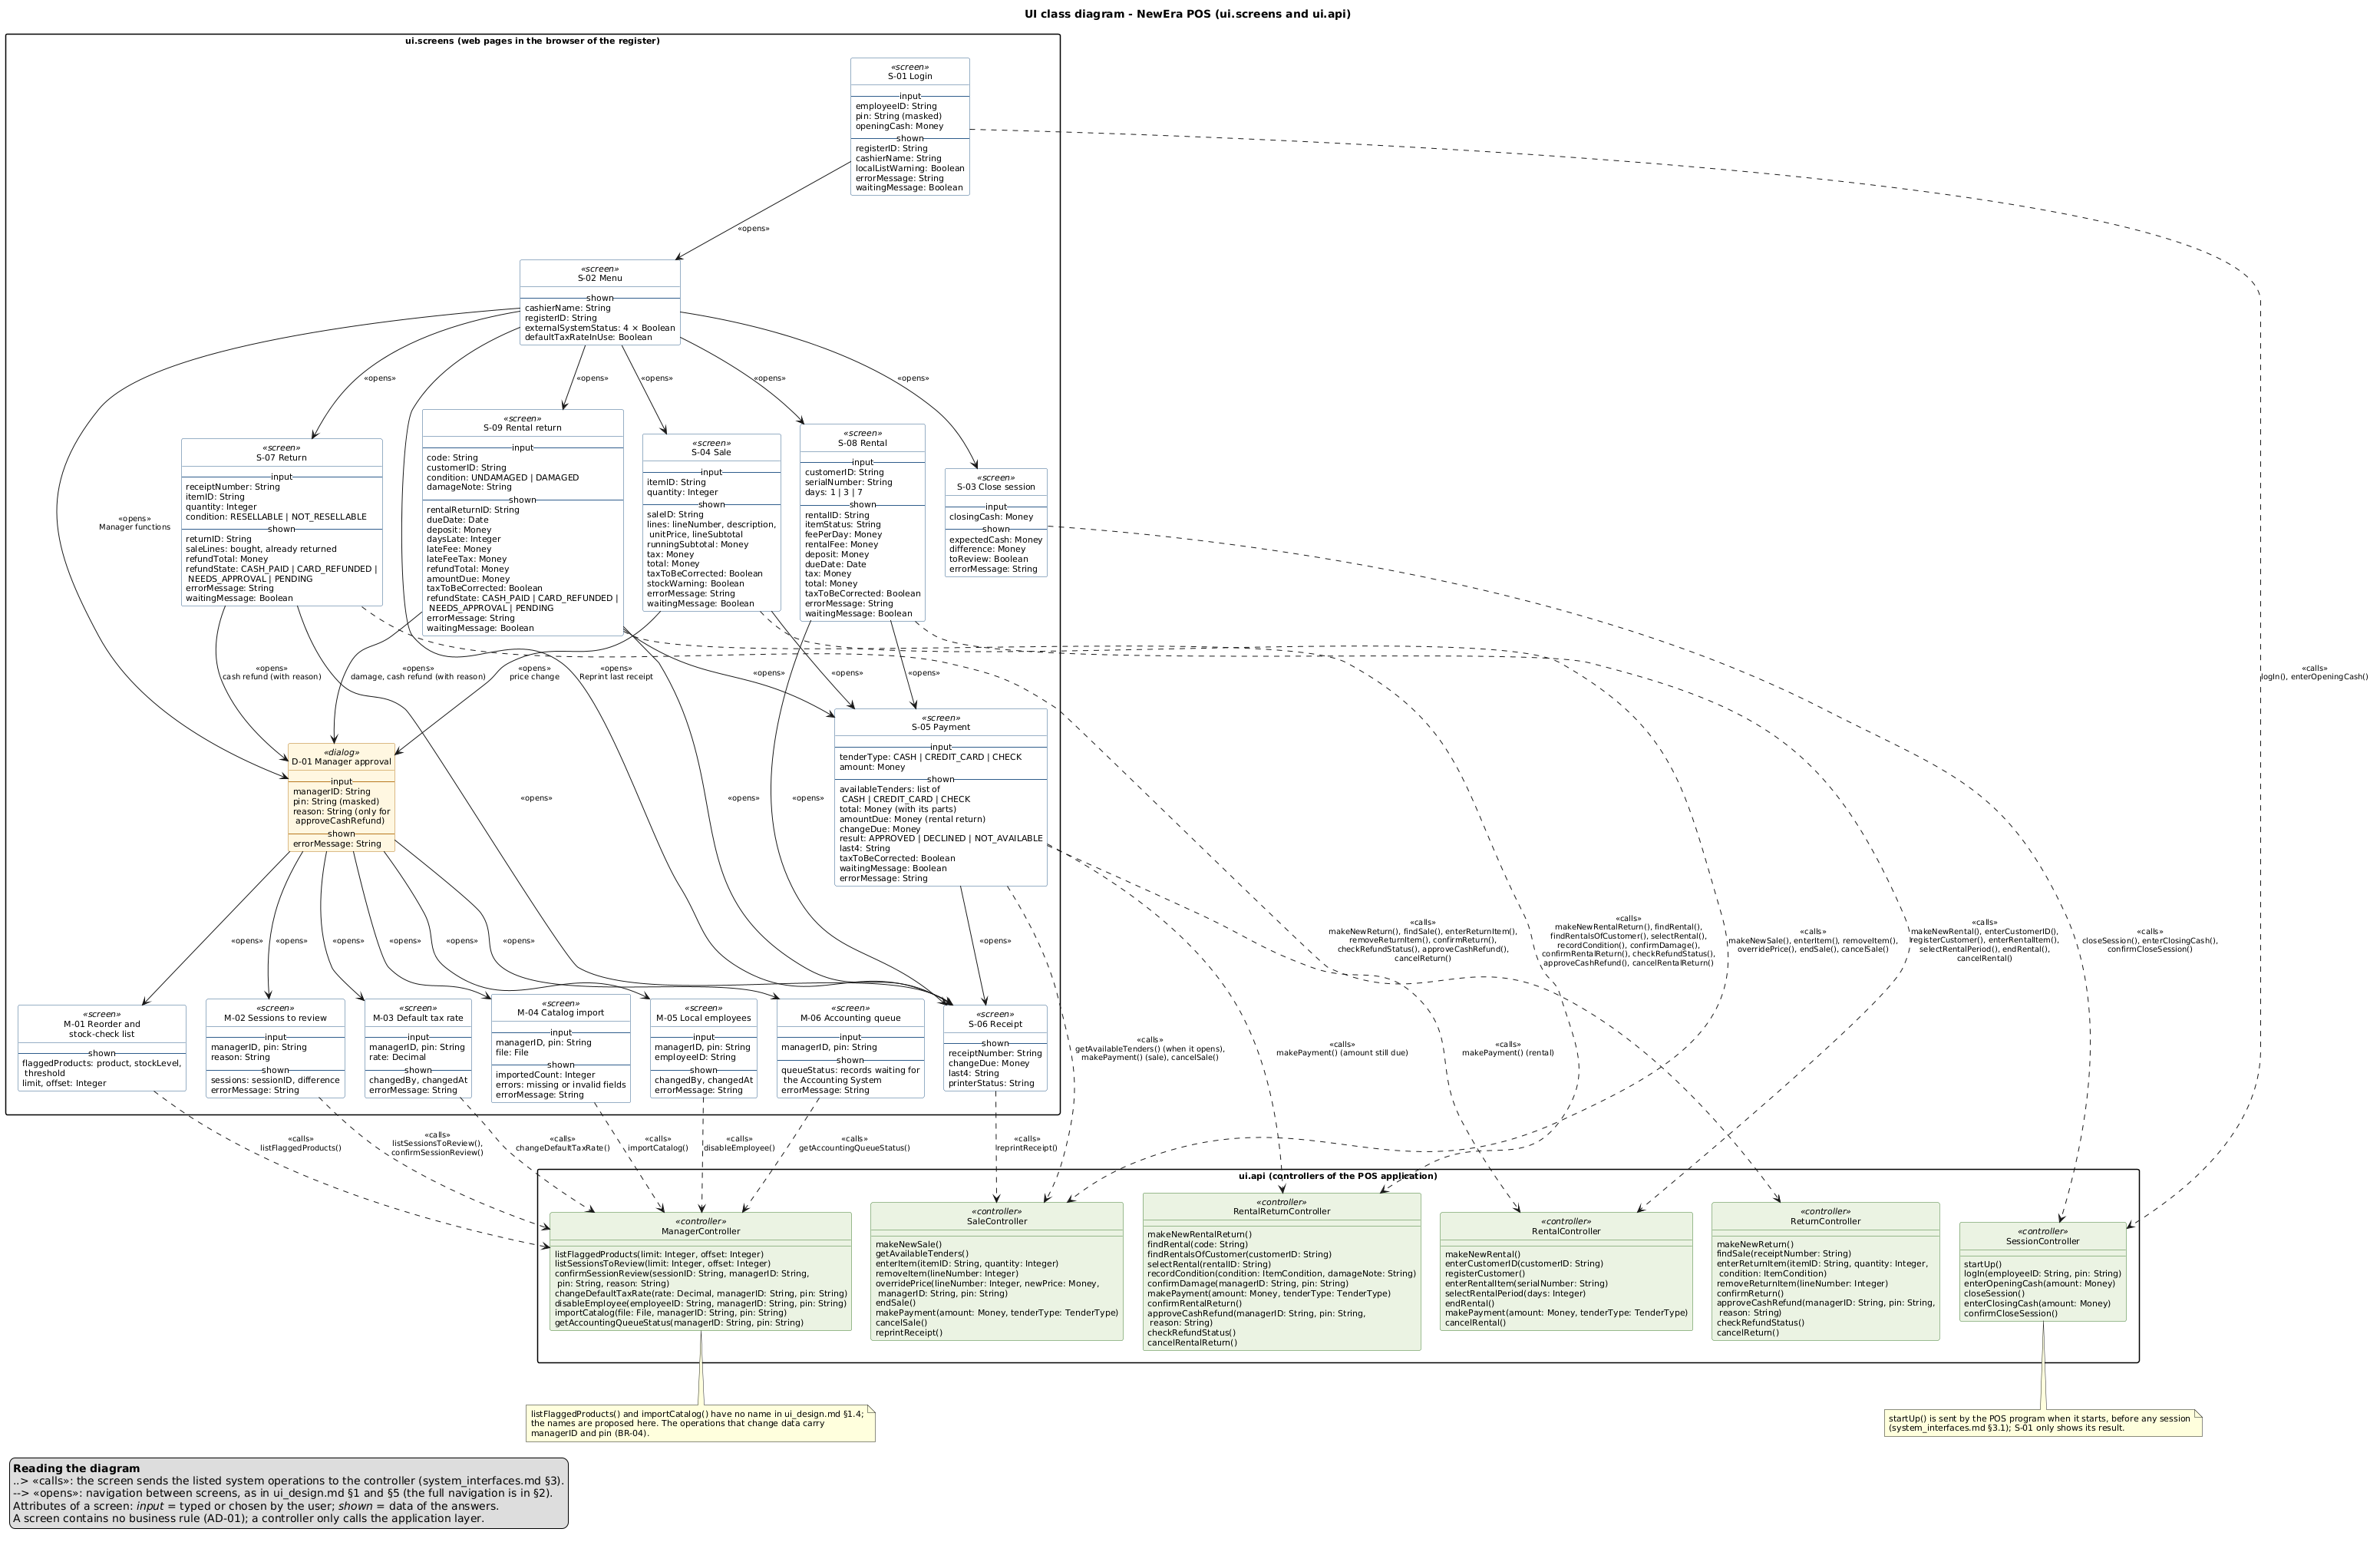 UI class diagram - NewEra POS (ui.screens and ui.api)
ui.screens (web pages in the browser of the register)
«screen»
S-01 Login
input
employeeID: String
pin: String (masked)
openingCash: Money
shown
registerID: String
cashierName: String
localListWarning: Boolean
errorMessage: String
waitingMessage: Boolean
«opens»
«screen»
S-02 Menu
shown
cashierName: String
registerID: String
externalSystemStatus: 4 × Boolean
defaultTaxRateInUse: Boolean
«opens»
«opens»
«opens»
«opens»
«opens»
«opens»
Manager functions
«screen»
S-07 Return
input
receiptNumber: String
itemID: String
quantity: Integer
condition: RESELLABLE | NOT_RESELLABLE
shown
returnID: String
saleLines: bought, already returned
refundTotal: Money
refundState: CASH_PAID | CARD_REFUNDED |
NEEDS_APPROVAL | PENDING
errorMessage: String
waitingMessage: Boolean
«screen»
S-09 Rental return
input
code: String
customerID: String
condition: UNDAMAGED | DAMAGED
damageNote: String
shown
rentalReturnID: String
dueDate: Date
deposit: Money
daysLate: Integer
lateFee: Money
lateFeeTax: Money
refundTotal: Money
amountDue: Money
taxToBeCorrected: Boolean
refundState: CASH_PAID | CARD_REFUNDED |
NEEDS_APPROVAL | PENDING
errorMessage: String
waitingMessage: Boolean
«screen»
S-04 Sale
input
itemID: String
quantity: Integer
shown
saleID: String
lines: lineNumber, description,
unitPrice, lineSubtotal
runningSubtotal: Money
tax: Money
total: Money
taxToBeCorrected: Boolean
stockWarning: Boolean
errorMessage: String
waitingMessage: Boolean
«screen»
S-08 Rental
input
customerID: String
serialNumber: String
days: 1 | 3 | 7
shown
rentalID: String
itemStatus: String
feePerDay: Money
rentalFee: Money
deposit: Money
dueDate: Date
tax: Money
total: Money
taxToBeCorrected: Boolean
errorMessage: String
waitingMessage: Boolean
«screen»
S-03 Close session
input
closingCash: Money
shown
expectedCash: Money
difference: Money
toReview: Boolean
errorMessage: String
«opens»
cash refund (with reason)
«opens»
damage, cash refund (with reason)
«opens»
price change
«opens»
Reprint last receipt
«opens»
«opens»
«opens»
«calls»
logIn(), enterOpeningCash()
«screen»
S-05 Payment
input
tenderType: CASH | CREDIT_CARD | CHECK
amount: Money
shown
availableTenders: list of
CASH | CREDIT_CARD | CHECK
total: Money (with its parts)
amountDue: Money (rental return)
changeDue: Money
result: APPROVED | DECLINED | NOT_AVAILABLE
last4: String
taxToBeCorrected: Boolean
waitingMessage: Boolean
errorMessage: String
«dialog»
D-01 Manager approval
input
managerID: String
pin: String (masked)
reason: String (only for
approveCashRefund)
shown
errorMessage: String
«opens»
«opens»
«opens»
«opens»
«opens»
«opens»
«opens»
«opens»
«opens»
«opens»
«opens»
«calls»
makeNewReturn(), findSale(), enterReturnItem(),
removeReturnItem(), confirmReturn(),
checkRefundStatus(), approveCashRefund(),
cancelReturn()
«calls»
makeNewRentalReturn(), findRental(),
findRentalsOfCustomer(), selectRental(),
recordCondition(), confirmDamage(),
confirmRentalReturn(), checkRefundStatus(),
approveCashRefund(), cancelRentalReturn()
«calls»
makeNewSale(), enterItem(), removeItem(),
overridePrice(), endSale(), cancelSale()
«calls»
makeNewRental(), enterCustomerID(),
registerCustomer(), enterRentalItem(),
selectRentalPeriod(), endRental(),
cancelRental()
«calls»
closeSession(), enterClosingCash(),
confirmCloseSession()
«screen»
M-01 Reorder and
stock-check list
shown
flaggedProducts: product, stockLevel,
threshold
limit, offset: Integer
«screen»
M-02 Sessions to review
input
managerID, pin: String
reason: String
shown
sessions: sessionID, difference
errorMessage: String
«screen»
M-03 Default tax rate
input
managerID, pin: String
rate: Decimal
shown
changedBy, changedAt
errorMessage: String
«screen»
M-04 Catalog import
input
managerID, pin: String
file: File
shown
importedCount: Integer
errors: missing or invalid fields
errorMessage: String
«screen»
M-05 Local employees
input
managerID, pin: String
employeeID: String
shown
changedBy, changedAt
errorMessage: String
«screen»
M-06 Accounting queue
input
managerID, pin: String
shown
queueStatus: records waiting for
the Accounting System
errorMessage: String
«screen»
S-06 Receipt
shown
receiptNumber: String
changeDue: Money
last4: String
printerStatus: String
«calls»
getAvailableTenders() (when it opens),
makePayment() (sale), cancelSale()
«calls»
makePayment() (amount still due)
«calls»
makePayment() (rental)
«calls»
listFlaggedProducts()
«calls»
listSessionsToReview(),
confirmSessionReview()
«calls»
changeDefaultTaxRate()
«calls»
importCatalog()
«calls»
disableEmployee()
«calls»
getAccountingQueueStatus()
«calls»
reprintReceipt()
ui.api (controllers of the POS application)
«controller»
ManagerController
listFlaggedProducts(limit: Integer, offset: Integer)
listSessionsToReview(limit: Integer, offset: Integer)
confirmSessionReview(sessionID: String, managerID: String,
pin: String, reason: String)
changeDefaultTaxRate(rate: Decimal, managerID: String, pin: String)
disableEmployee(employeeID: String, managerID: String, pin: String)
importCatalog(file: File, managerID: String, pin: String)
getAccountingQueueStatus(managerID: String, pin: String)
«controller»
SaleController
makeNewSale()
getAvailableTenders()
enterItem(itemID: String, quantity: Integer)
removeItem(lineNumber: Integer)
overridePrice(lineNumber: Integer, newPrice: Money,
managerID: String, pin: String)
endSale()
makePayment(amount: Money, tenderType: TenderType)
cancelSale()
reprintReceipt()
«controller»
RentalReturnController
makeNewRentalReturn()
findRental(code: String)
findRentalsOfCustomer(customerID: String)
selectRental(rentalID: String)
recordCondition(condition: ItemCondition, damageNote: String)
confirmDamage(managerID: String, pin: String)
makePayment(amount: Money, tenderType: TenderType)
confirmRentalReturn()
approveCashRefund(managerID: String, pin: String,
reason: String)
checkRefundStatus()
cancelRentalReturn()
«controller»
RentalController
makeNewRental()
enterCustomerID(customerID: String)
registerCustomer()
enterRentalItem(serialNumber: String)
selectRentalPeriod(days: Integer)
endRental()
makePayment(amount: Money, tenderType: TenderType)
cancelRental()
«controller»
ReturnController
makeNewReturn()
findSale(receiptNumber: String)
enterReturnItem(itemID: String, quantity: Integer,
condition: ItemCondition)
removeReturnItem(lineNumber: Integer)
confirmReturn()
approveCashRefund(managerID: String, pin: String,
reason: String)
checkRefundStatus()
cancelReturn()
«controller»
SessionController
startUp()
logIn(employeeID: String, pin: String)
enterOpeningCash(amount: Money)
closeSession()
enterClosingCash(amount: Money)
confirmCloseSession()
listFlaggedProducts() and importCatalog() have no name in ui_design.md §1.4;
the names are proposed here. The operations that change data carry
managerID and pin (BR-04).
startUp() is sent by the POS program when it starts, before any session
(system_interfaces.md §3.1); S-01 only shows its result.
Reading the diagram
..> «calls»: the screen sends the listed system operations to the controller (system_interfaces.md §3).
--> «opens»: navigation between screens, as in ui_design.md §1 and §5 (the full navigation is in §2).
Attributes of a screen: input = typed or chosen by the user; shown = data of the answers.
A screen contains no business rule (AD-01); a controller only calls the application layer.